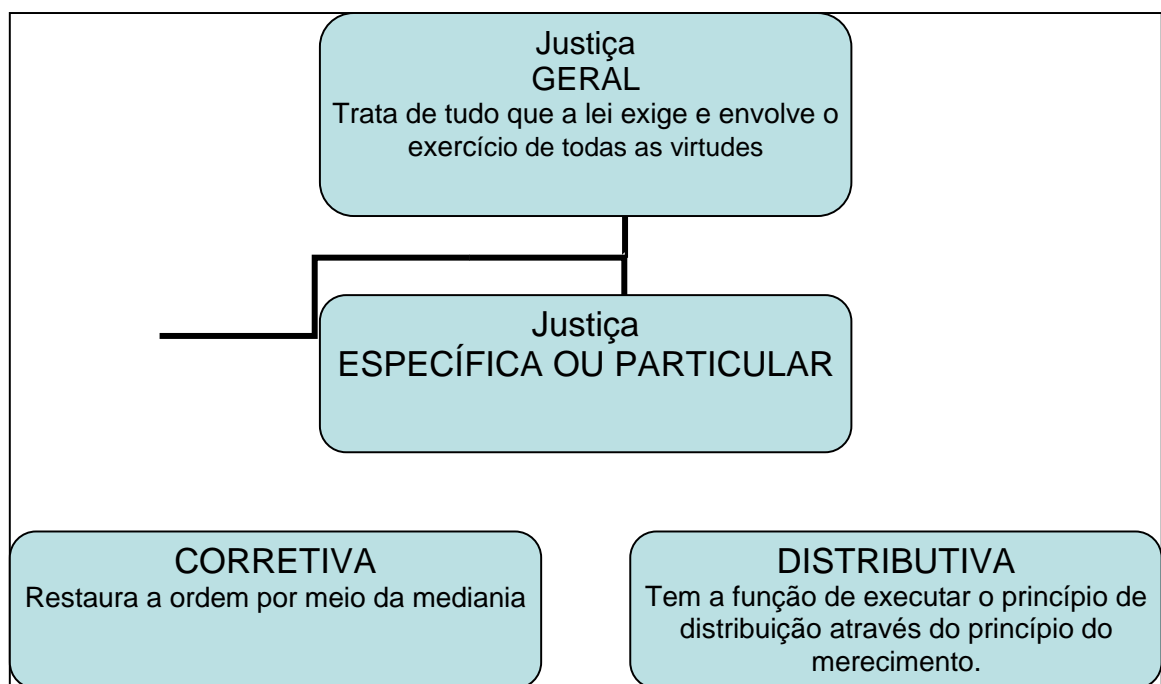 Justiça
GERAL
Trata de tudo que a lei exige e envolve o
exercício de todas as virtudes
Justiça
ESPECÍFICA OU PARTICULAR
CORRETIVA
Restaura a ordem por meio da mediania
DISTRIBUTIVA
Tem a função de executar o princípio de
distribuição através do princípio do
merecimento.